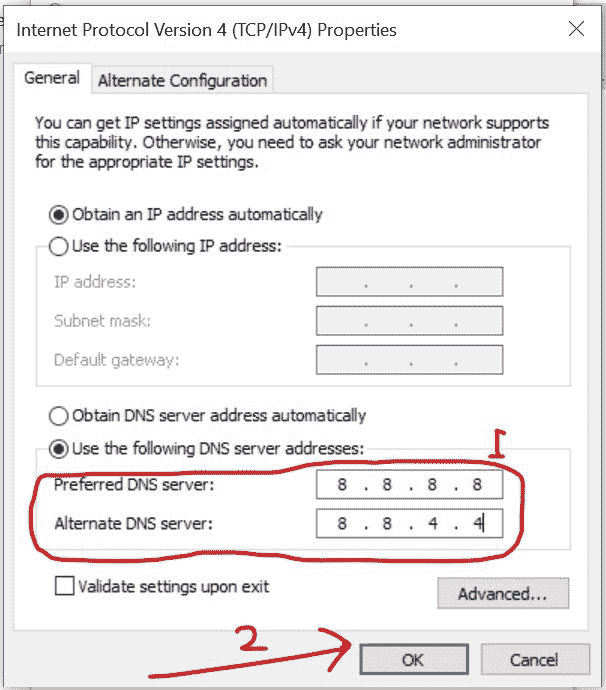 Internet Protocol Version 4 (TCP/IPv4) Properties
General
Alternate Configuration
You can get IP settings assigned automatically if your network supports
this capability. Otherwise, you need to ask your network administrator
for the appropriate IP settings.
Obtain an IP address automatically
Use the following IP address:
IP address: . . .
Subnet mask: . . .
Default gateway: . . .
Obtain DNS server address automatically
Use the following DNS server addresses:
1
Preferred DNS server: 8 . 8 . 8 . 8
Alternate DNS server: 8 . 8 . 4 . 4
Validate settings upon exit
Advanced...
2
OK
Cancel